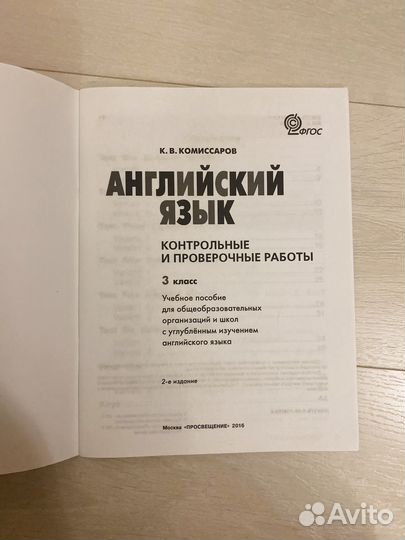 ФГОС
К. В. КОМИССАРОВ
АНГЛИЙСКИЙ
ЯЗЫК
КОНТРОЛЬНЫЕ
И ПРОВЕРОЧНЫЕ РАБОТЫ
3 класс
Учебное пособие
для общеобразовательных
организаций и школ
с углублённым изучением
английского языка
2-е издание
Москва «ПРОСВЕЩЕНИЕ» 2016
Avito